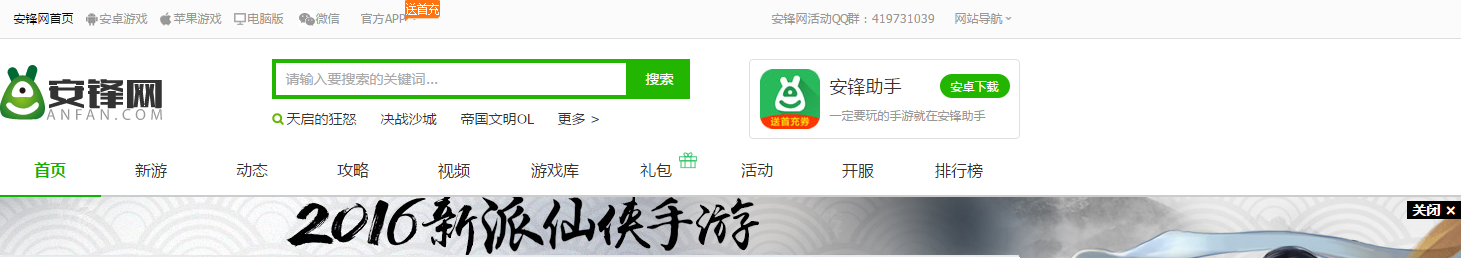 安锋网首页 安卓游戏 苹果游戏 电脑版 微信 官方APP 送首充 安锋网活动QQ群：419731039 网站导航
安锋网
ANFAN.COM
请输入要搜索的关键词... 搜索
天启的狂怒 决战沙城 帝国文明OL 更多 >
送首充券
安锋助手 安卓下载
一定要玩的手游就在安锋助手
首页 新游 动态 攻略 视频 游戏库 礼包 活动 开服 排行榜
2016新派仙侠手游
关闭 ×